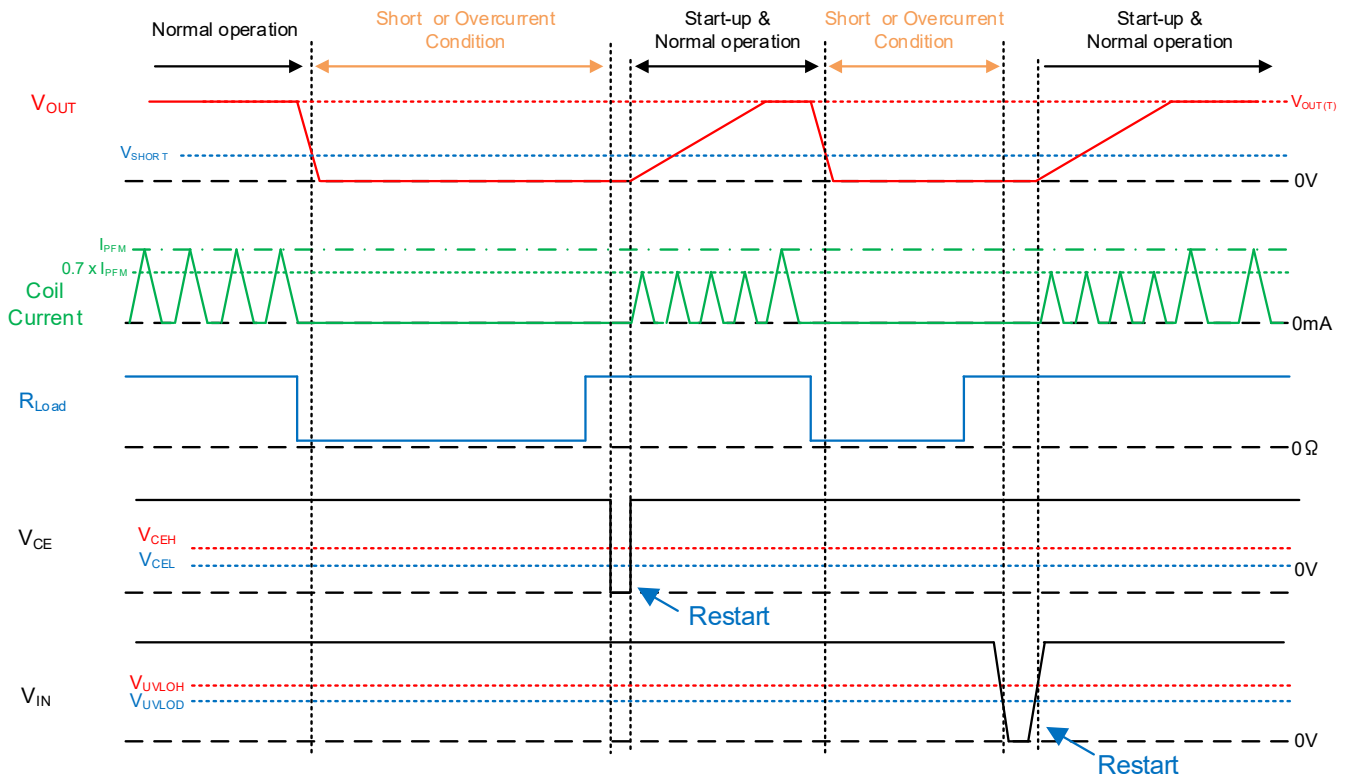 Normal operation
Short or Overcurrent
Condition
Start-up &
Normal operation
Short or Overcurrent
Condition
Start-up &
Normal operation
VOUT
VOUT(T)
VSHORT
0V
IPFM
0.7 x IPFM
Coil
Current
0mA
RLoad
0 Ω
VCE
VCEH
VCEL
0V
Restart
VIN
VUVLOH
VUVLOD
0V
Restart